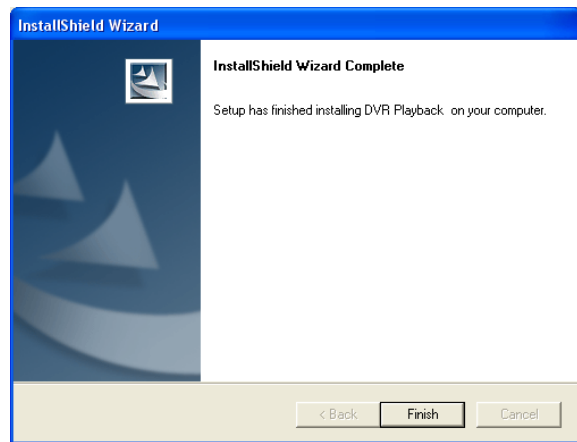 InstallShield Wizard
InstallShield Wizard Complete
Setup has finished installing DVR Playback  on your computer.
< Back
Finish
Cancel